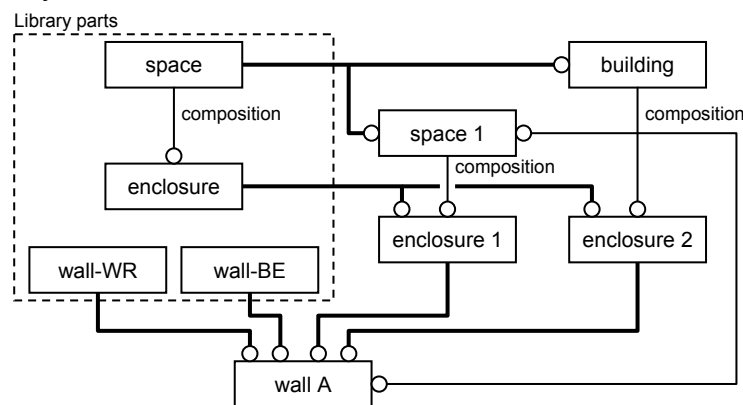 Library parts
space
building
composition
composition
space 1
composition
enclosure
enclosure 1
enclosure 2
wall-WR
wall-BE
wall A